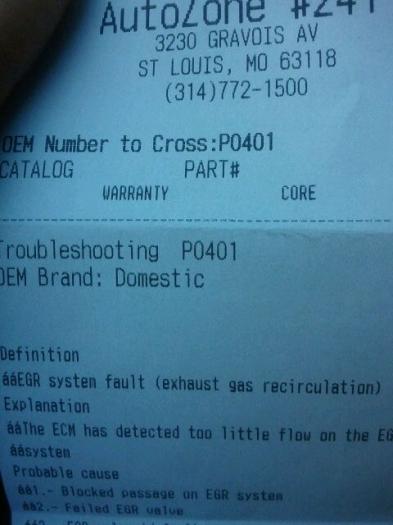 AutoZone #241
3230 GRAVOIS AV
ST LOUIS, MO 63118
(314)772-1500
OEM Number to Cross:P0401
CATALOG PART#
WARRANTY CORE
Troubleshooting P0401
OEM Brand: Domestic
Definition
ááEGR system fault (exhaust gas recirculation)
Explanation
ááThe ECM has detected too little flow on the EG
áásystem
Probable cause
áá1.- Blocked passage on EGR system
áá2.- Failed EGR valve